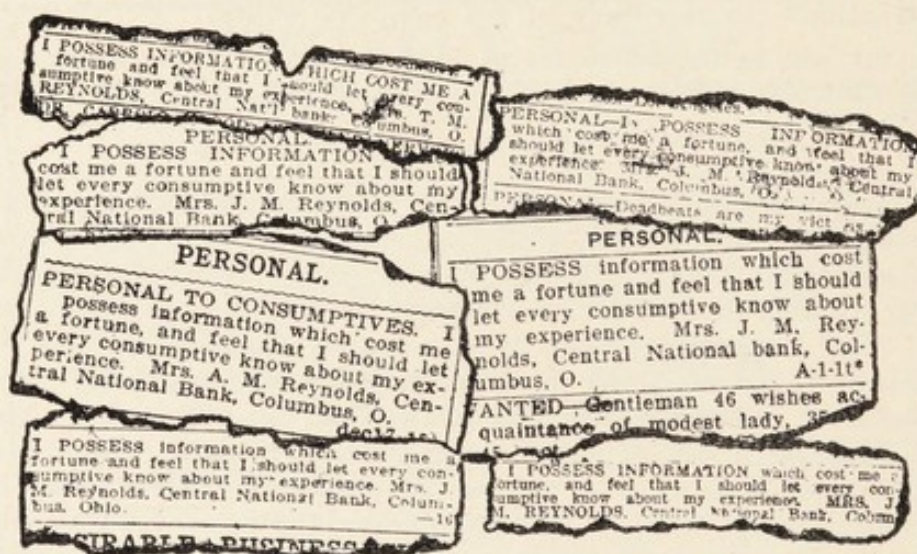 I POSSESS INFORMATION WHICH COST ME A
fortune and feel that I should let every con-
sumptive know about my experience, Mrs. T. M.
REYNOLDS, Central Nat'l bank Columbus, O.
PERSONAL
I POSSESS INFORMATION
cost me a fortune and feel I should
let every consumptive know about my
experience. Mrs. J. M. Reynolds, Cen-
tral National Bank, Columbus, O.
PERSONAL.
PERSONAL TO CONSUMPTIVES. I
possess information which cost me
a fortune, and feel that I should let
every consumptive know about my ex-
perience. Mrs. A. M. Reynolds, Cen-
tral National Bank, Columbus, O.
I POSSESS information which cost me a
fortune and feel that I should let every con-
sumptive know about my experience. Mrs. J.
M. Reynolds, Central National Bank, Colum-
bus, Ohio.
BUSINESS
PERSONAL—I POSSESS INFORMATION
which cost me a fortune, and feel that I
should let every consumptive know about my
experience. Mrs. J. M. Reynolds, Central
National Bank, Columbus, O.
PERSONAL—Deadbeats are my
PERSONAL.
I POSSESS information which cost
me a fortune and feel that I should
let every consumptive know about
my experience. Mrs. J. M. Rey-
nolds, Central National bank, Col-
umbus, O. A-1-1t*
WANTED—Gentleman 46 wishes ac-
quaintance of modest lady,
I POSSESS INFORMATION which cost me a
fortune, and feel that I should let every con-
sumptive know about my experience. MRS. J.
M. REYNOLDS, Central National Bank, Colum